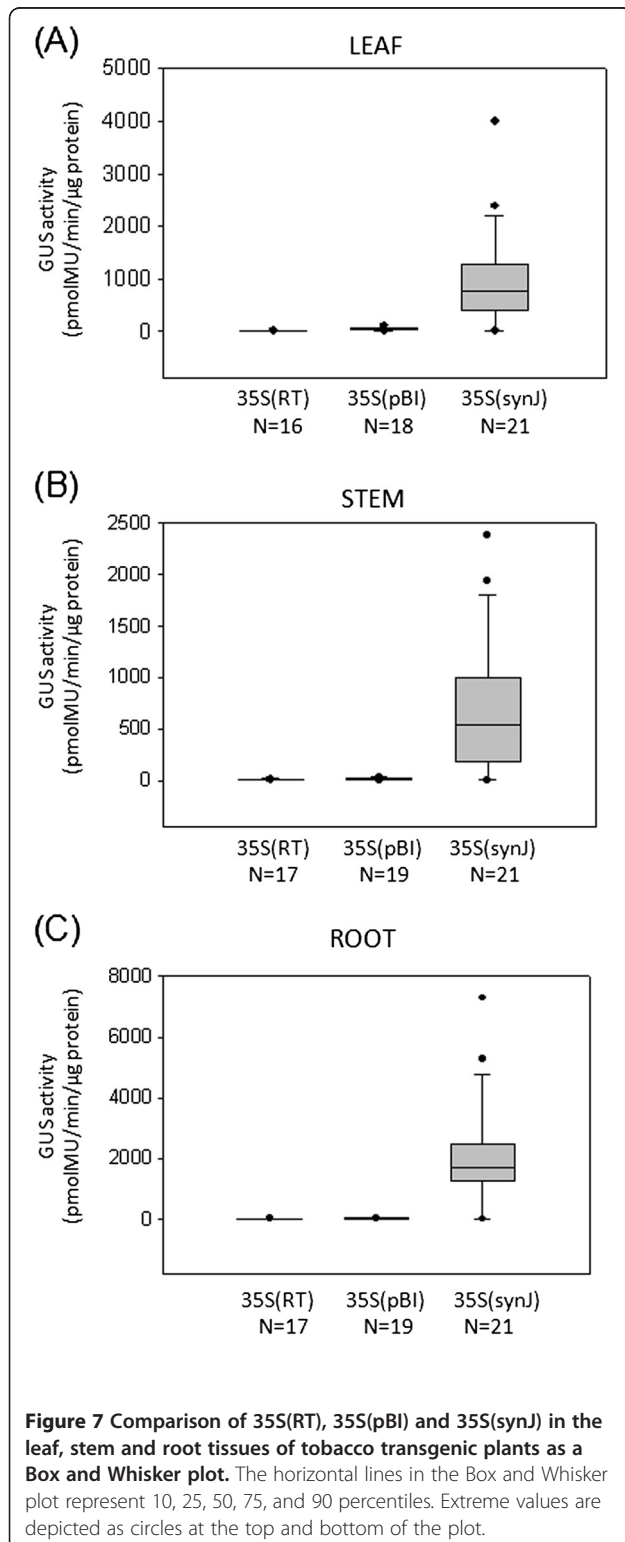 (A)
LEAF
GUS activity
(pmolMU/min/µg protein)
5000
4000
3000
2000
1000
0
35S(RT) 35S(pBI) 35S(synJ)
N=16 N=18 N=21
(B)
STEM
GUS activity
(pmolMU/min/µg protein)
2500
2000
1500
1000
500
0
35S(RT) 35S(pBI) 35S(synJ)
N=17 N=19 N=21
(C)
ROOT
GUS activity
(pmolMU/min/µg protein)
8000
6000
4000
2000
0
35S(RT) 35S(pBI) 35S(synJ)
N=17 N=19 N=21
Figure 7 Comparison of 35S(RT), 35S(pBI) and 35S(synJ) in the
leaf, stem and root tissues of tobacco transgenic plants as a
Box and Whisker plot. The horizontal lines in the Box and Whisker
plot represent 10, 25, 50, 75, and 90 percentiles. Extreme values are
depicted as circles at the top and bottom of the plot.